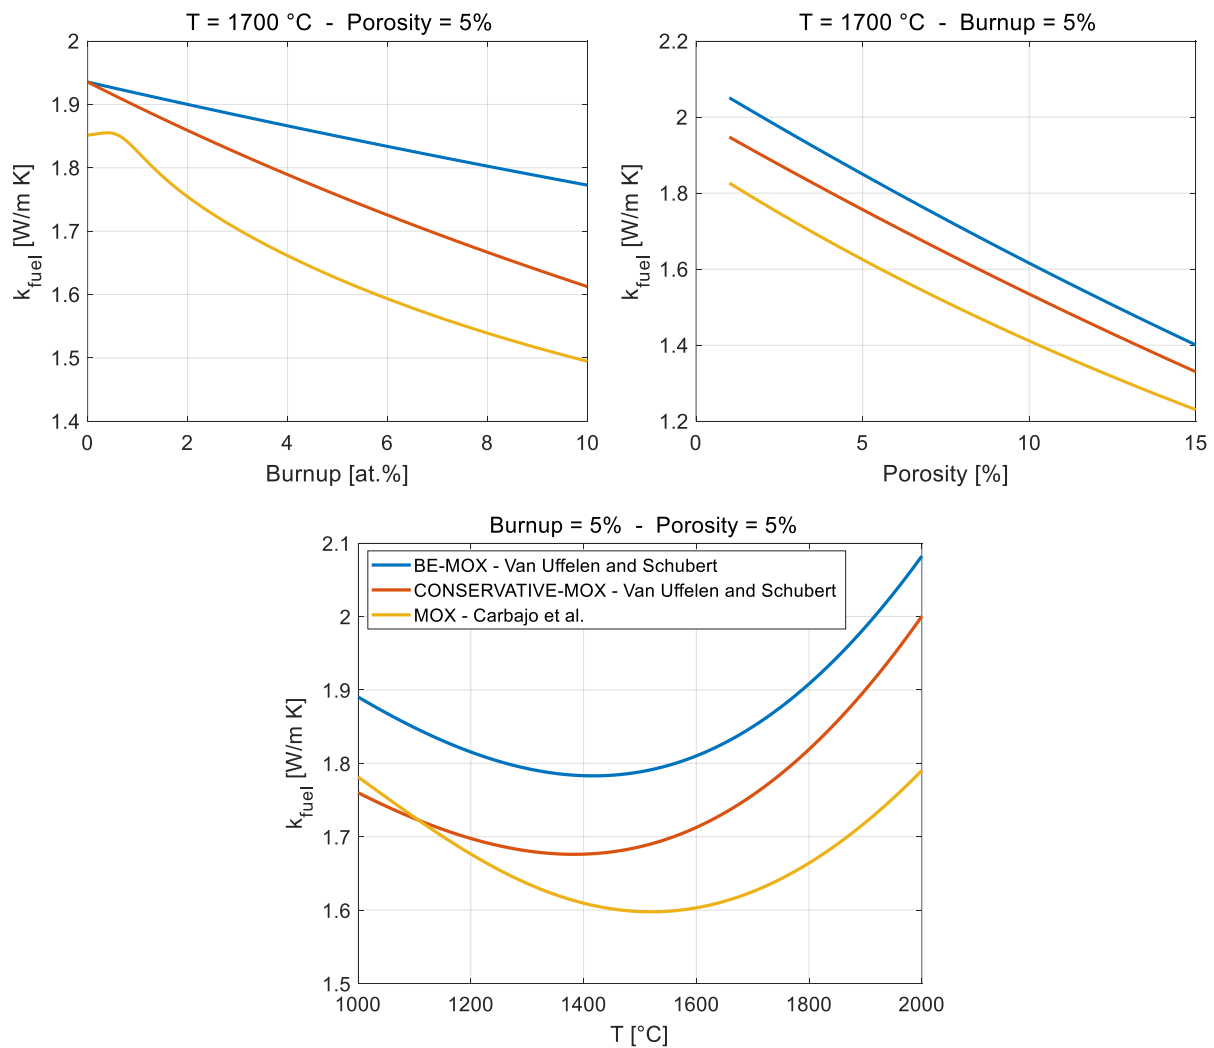 T = 1700 °C - Porosity = 5%
2
1.9
1.8
1.7
1.6
1.5
1.4
k_fuel [W/m K]
0 2 4 6 8 10
Burnup [at.%]
T = 1700 °C - Burnup = 5%
2.2
2
1.8
1.6
1.4
1.2
k_fuel [W/m K]
0 5 10 15
Porosity [%]
Burnup = 5% - Porosity = 5%
BE-MOX - Van Uffelen and Schubert
CONSERVATIVE-MOX - Van Uffelen and Schubert
MOX - Carbajo et al.
2.1
2
1.9
1.8
1.7
1.6
1.5
k_fuel [W/m K]
1000 1200 1400 1600 1800 2000
T [°C]